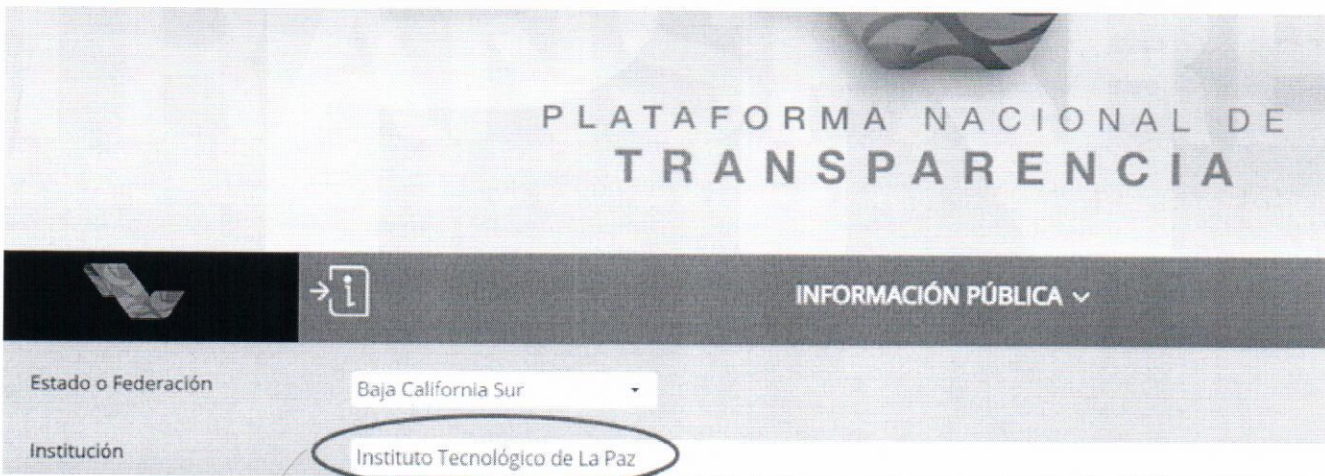 PLATAFORMA NACIONAL DE
TRANSPARENCIA
INFORMACIÓN PÚBLICA
Estado o Federación
Baja California Sur
Institución
Instituto Tecnológico de La Paz